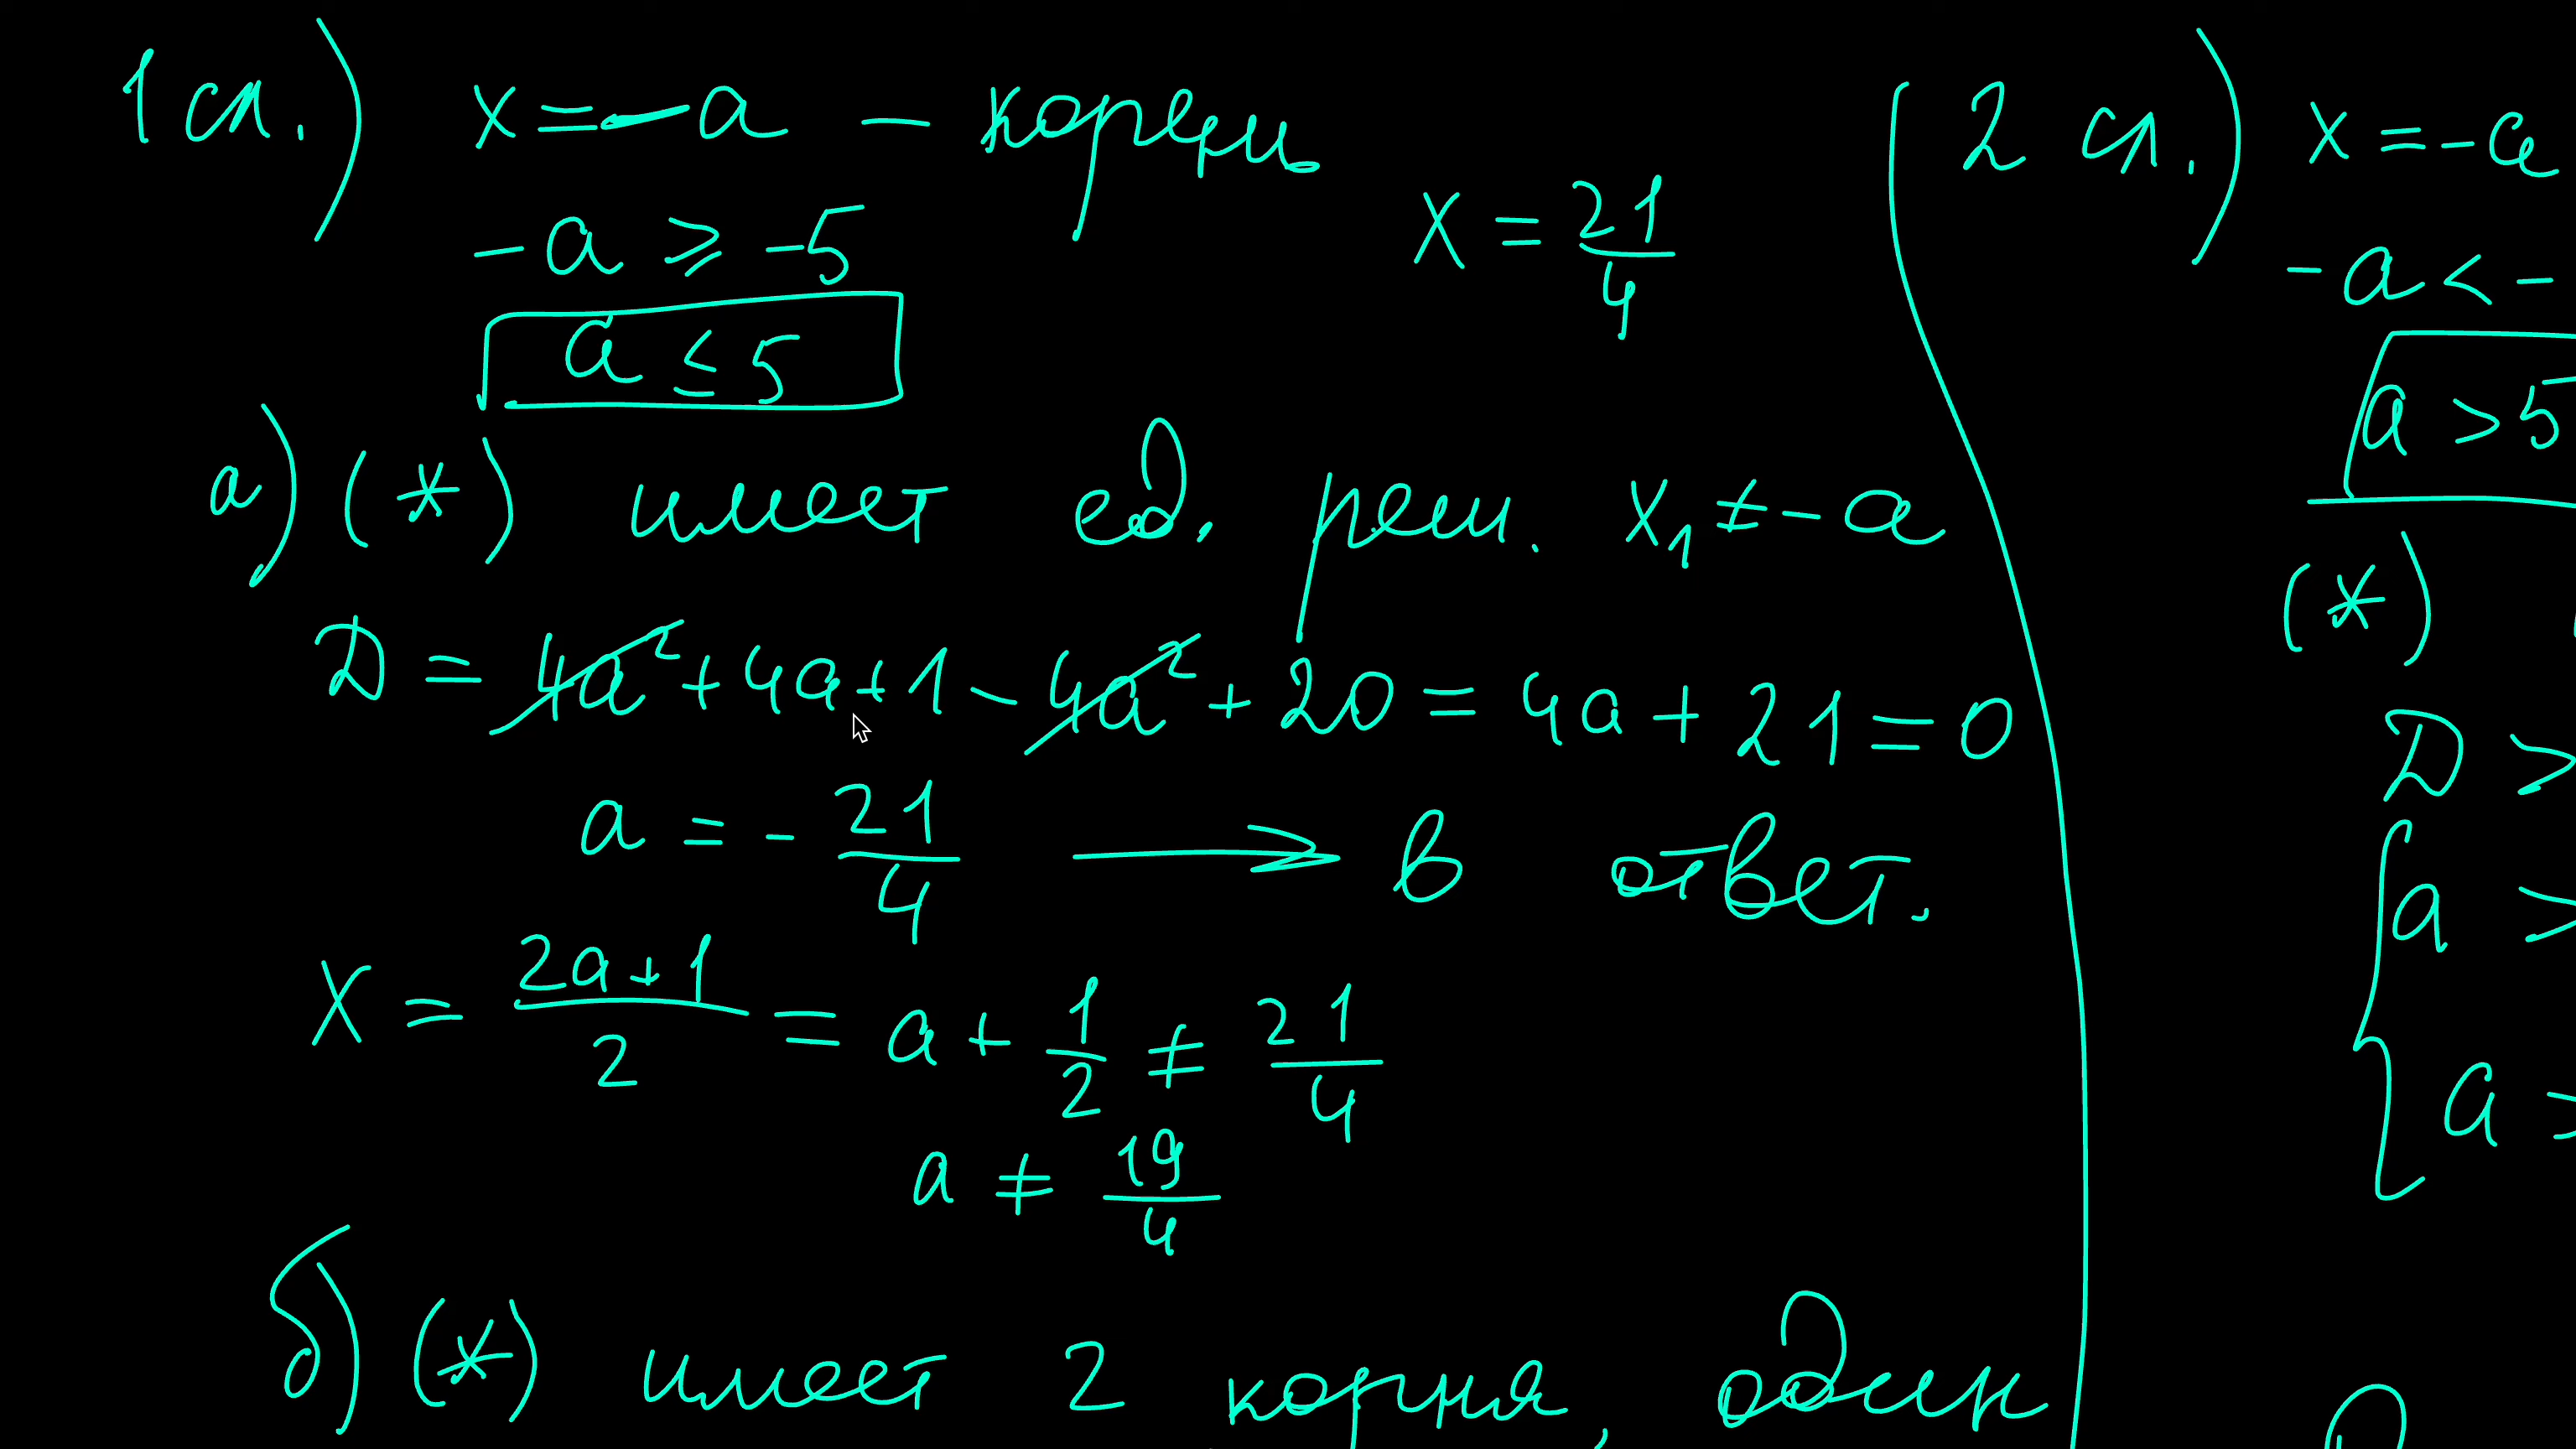 1 сл.) x = -a - корень
-a ⩾ -5
x = 21/4
a ≤ 5
а) (*) имеет ед. реш. x₁ ≠ -a
D = 4a² + 4a + 1 - 4a² + 20 = 4a + 21 = 0
a = - 21/4 → в ответ.
x = (2a + 1)/2 = a + 1/2 ≠ 21/4
a ≠ 19/4
б) (*) имеет 2 корня, один
2 сл.) x = -a
-a < -
a > 5
(*)
D >
a >
a